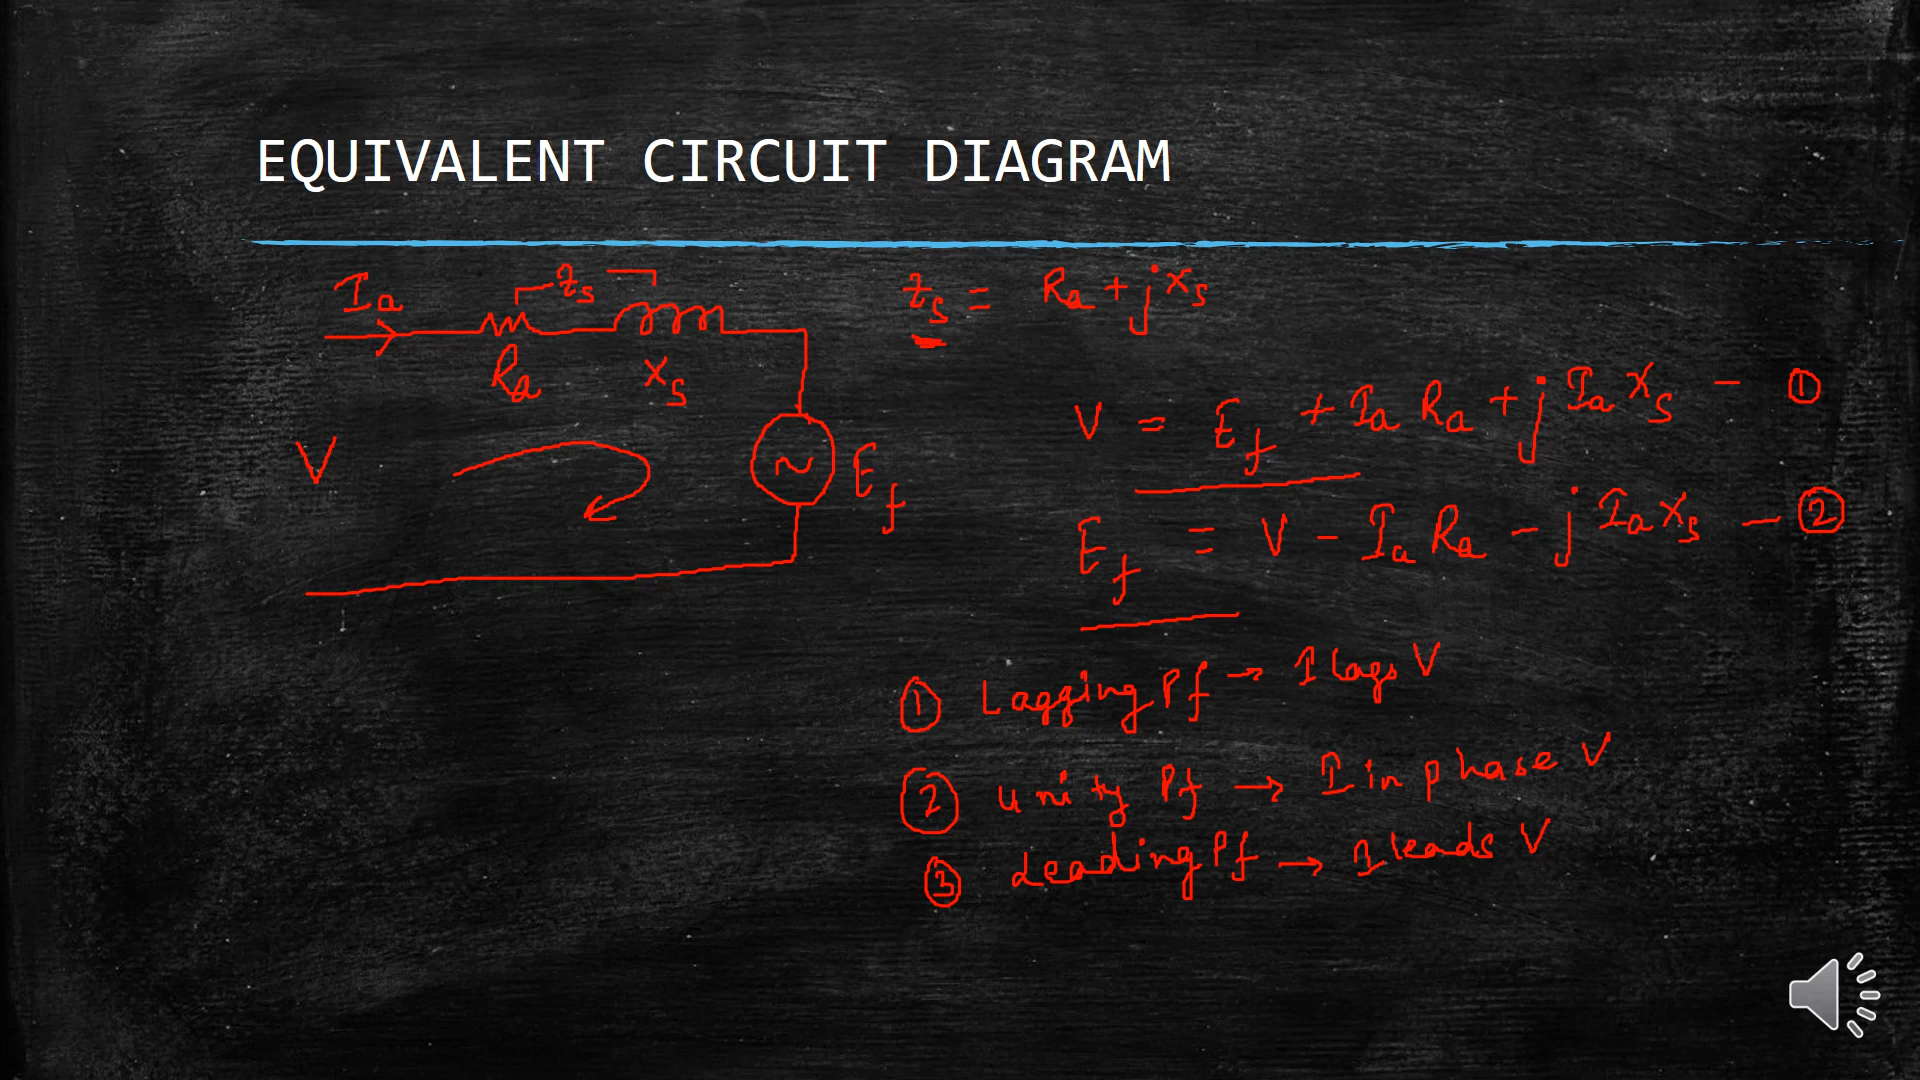 EQUIVALENT CIRCUIT DIAGRAM
Ia
Zs
Ra
Xs
V
Ef
Zs = Ra + jXs
V = Ef + Ia Ra + j Ia Xs — ①
Ef = V - Ia Ra - j Ia Xs — ②
① Lagging Pf → I lags V
② unity Pf → I in phase V
③ Leading Pf → I leads V